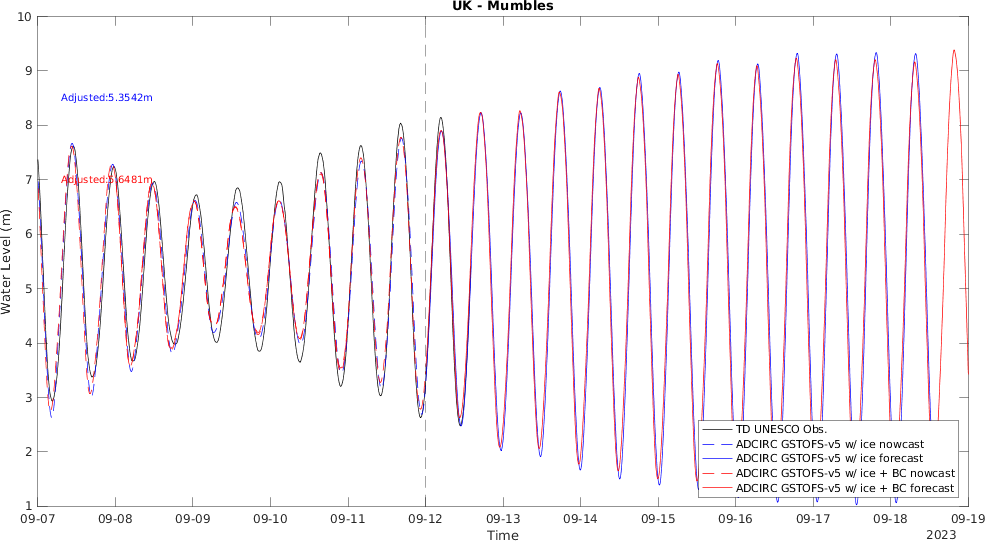 UK - Mumbles
10
9
8
7
6
5
4
3
2
1
Water Level (m)
Adjusted:5.3542m
Adjusted:5.6481m
TD UNESCO Obs.
ADCIRC GSTOFS-v5 w/ ice nowcast
ADCIRC GSTOFS-v5 w/ ice forecast
ADCIRC GSTOFS-v5 w/ ice + BC nowcast
ADCIRC GSTOFS-v5 w/ ice + BC forecast
09-07 09-08 09-09 09-10 09-11 09-12 09-13 09-14 09-15 09-16 09-17 09-18 09-19
Time
2023